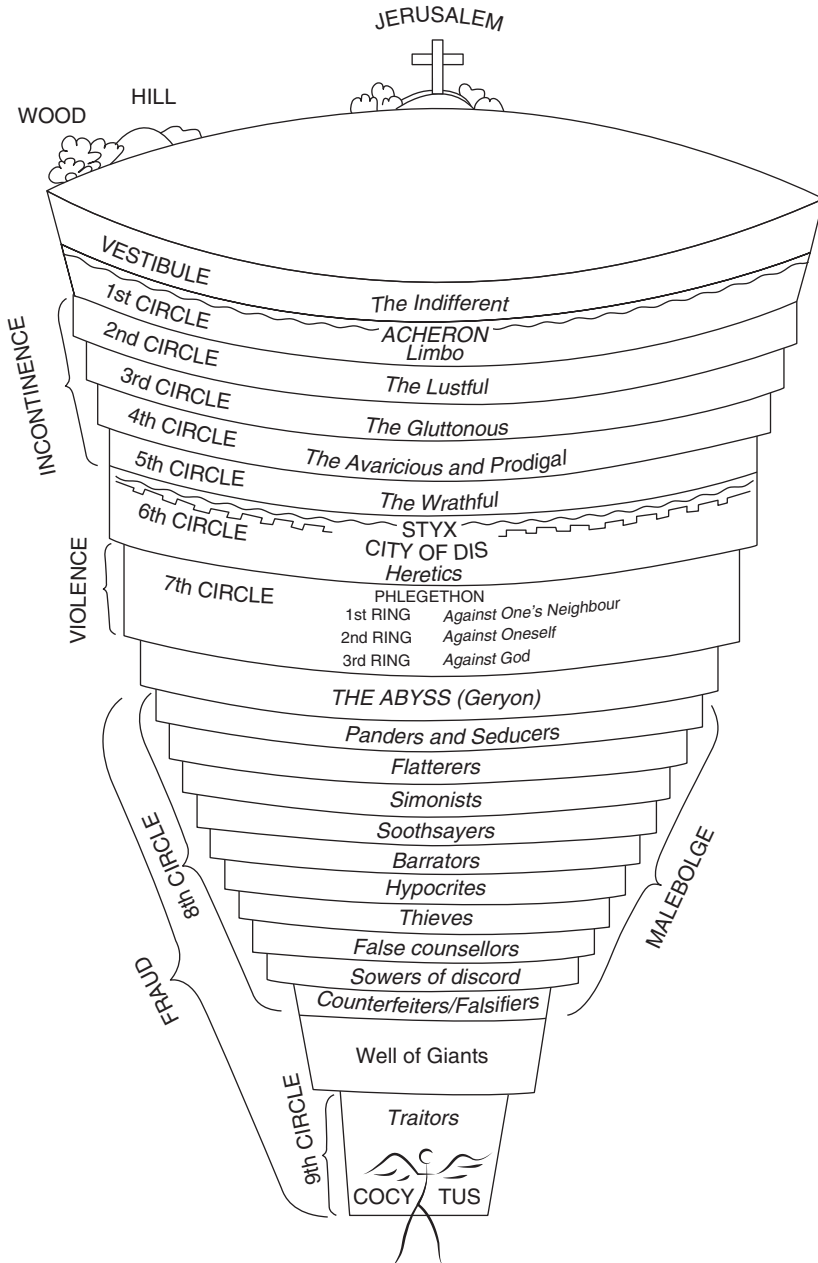 JERUSALEM
HILL
WOOD
VESTIBULE
The Indifferent
1st CIRCLE
ACHERON
Limbo
2nd CIRCLE
The Lustful
3rd CIRCLE
The Gluttonous
4th CIRCLE
The Avaricious and Prodigal
INCONTINENCE
5th CIRCLE
The Wrathful
STYX
6th CIRCLE
CITY OF DIS
Heretics
VIOLENCE
7th CIRCLE
PHLEGETHON
1st RING Against One's Neighbour
2nd RING Against Oneself
3rd RING Against God
THE ABYSS (Geryon)
Panders and Seducers
Flatterers
Simonists
Soothsayers
Barrators
Hypocrites
Thieves
False counsellors
Sowers of discord
Counterfeiters/Falsifiers
8th CIRCLE
MALEBOLGE
FRAUD
Well of Giants
9th CIRCLE
Traitors
COCY TUS